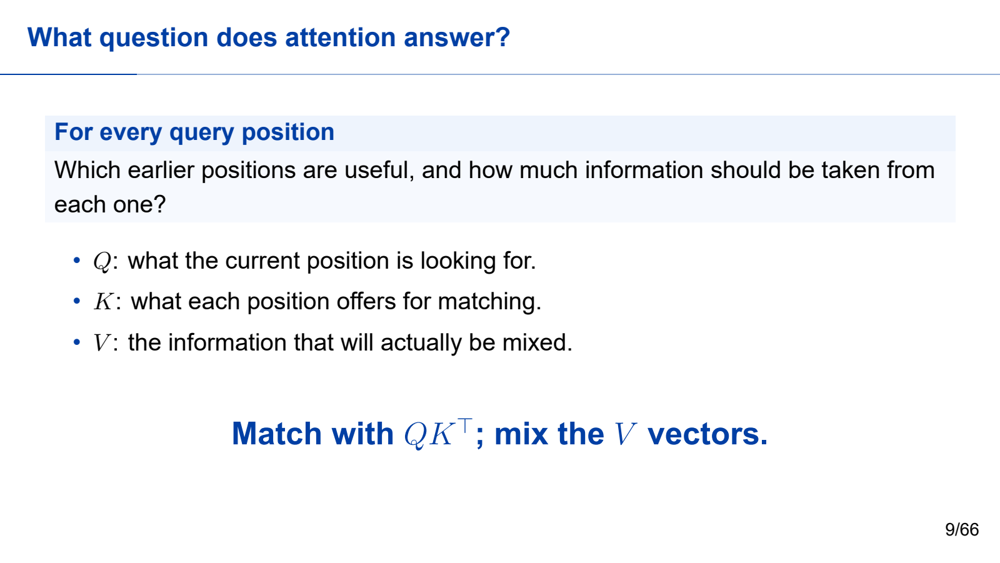 What question does attention answer?
For every query position
Which earlier positions are useful, and how much information should be taken from
each one?
• Q: what the current position is looking for.
• K: what each position offers for matching.
• V: the information that will actually be mixed.
Match with QK⊤; mix the V vectors.
9/66